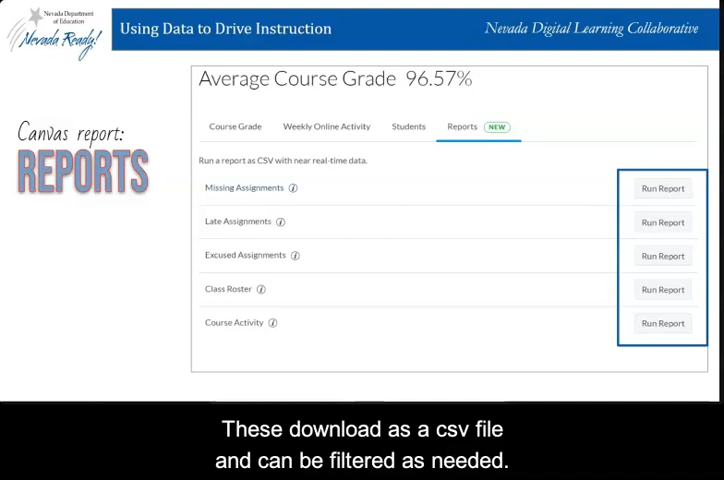 Nevada Department
of Education
Nevada Ready!
Using Data to Drive Instruction
Nevada Digital Learning Collaborative
Canvas report:
REPORTS
Average Course Grade 96.57%
Course Grade Weekly Online Activity Students Reports NEW
Run a report as CSV with near real-time data.
Missing Assignments i Run Report
Late Assignments i Run Report
Excused Assignments i Run Report
Class Roster i Run Report
Course Activity i Run Report
These download as a csv file
and can be filtered as needed.